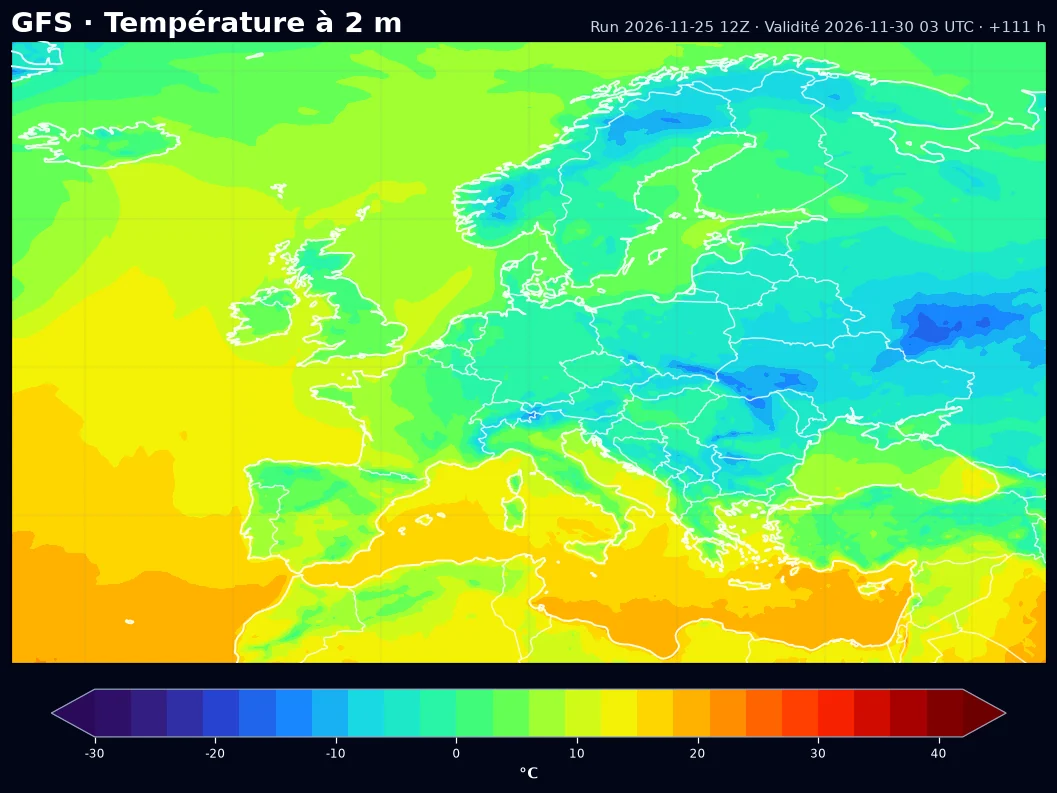 GFS · Température à 2 m
Run 2026-11-25 12Z · Validité 2026-11-30 03 UTC · +111 h
-30 -20 -10 0 10 20 30 40
°C